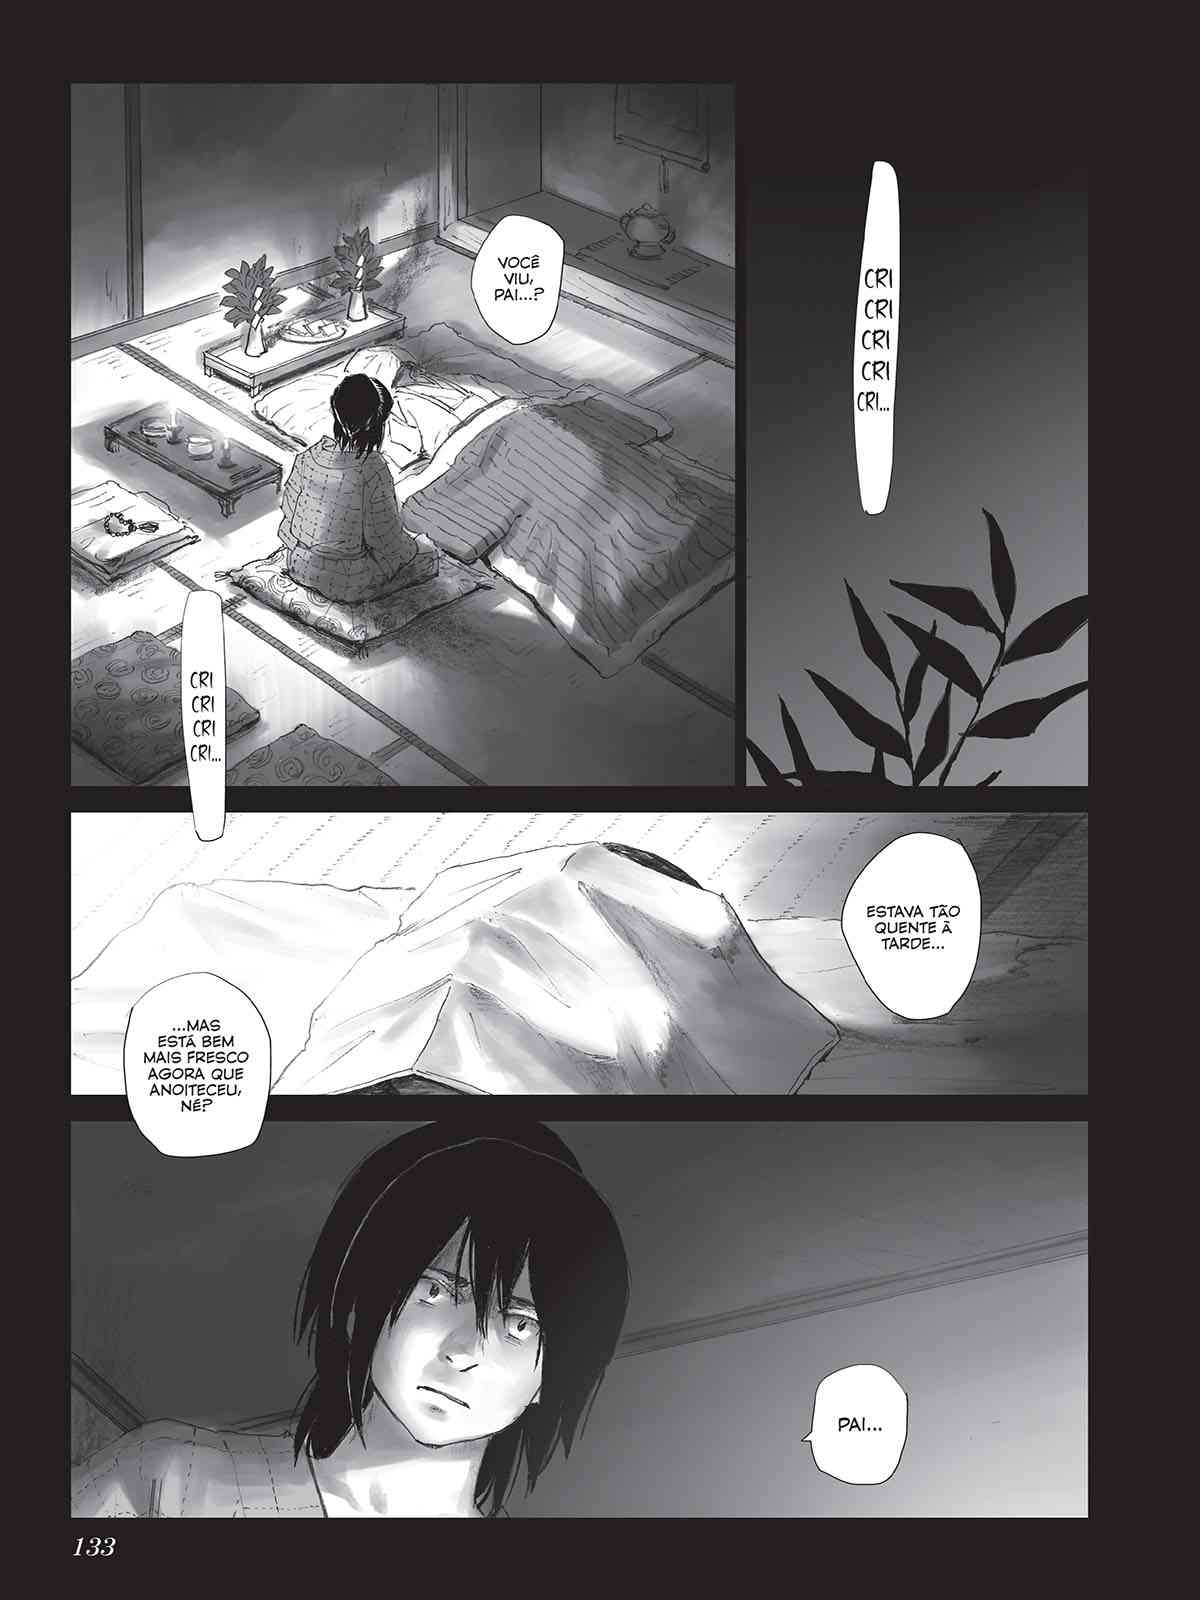 CRI
CRI
CRI
CRI
CRI...
VOCÊ
VIU,
PAI...?
CRI
CRI
CRI
CRI...
ESTAVA TÃO
QUENTE À
TARDE...
...MAS
ESTÁ BEM
MAIS FRESCO
AGORA QUE
ANOITECEU,
NÉ?
PAI...
133